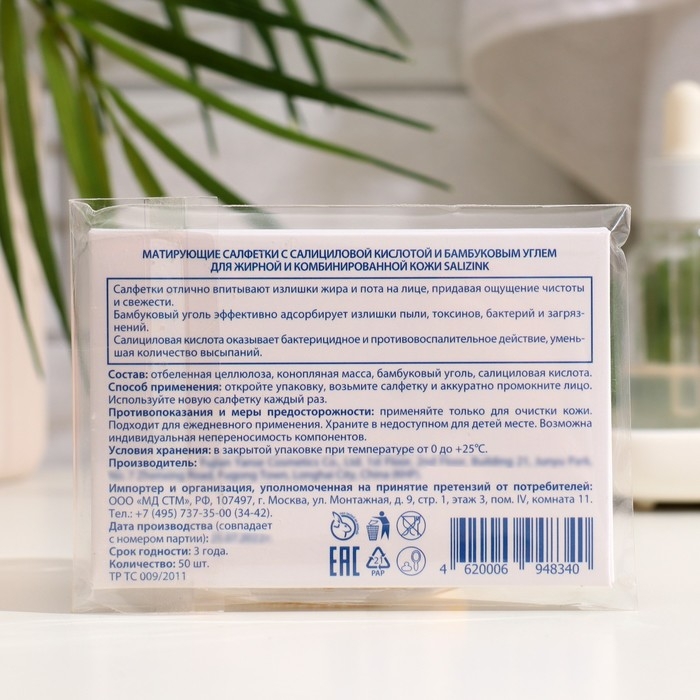 МАТИРУЮЩИЕ САЛФЕТКИ С САЛИЦИЛОВОЙ КИСЛОТОЙ И БАМБУКОВЫМ УГЛЕМ
ДЛЯ ЖИРНОЙ И КОМБИНИРОВАННОЙ КОЖИ SALIZINK
Салфетки отлично впитывают излишки жира и пота на лице, придавая ощущение чистоты
и свежести.
Бамбуковый уголь эффективно адсорбирует излишки пыли, токсинов, бактерий и загряз-
нений.
Салициловая кислота оказывает бактерицидное и противовоспалительное действие, умень-
шая количество высыпаний.
Состав: отбеленная целлюлоза, конопляная масса, бамбуковый уголь, салициловая кислота.
Способ применения: откройте упаковку, возьмите салфетку и аккуратно промокните лицо.
Используйте новую салфетку каждый раз.
Противопоказания и меры предосторожности: применяйте только для очистки кожи.
Подходит для ежедневного применения. Храните в недоступном для детей месте. Возможна
индивидуальная непереносимость компонентов.
Условия хранения: в закрытой упаковке при температуре от 0 до +25°С.
Производитель:
Импортер и организация, уполномоченная на принятие претензий от потребителей:
ООО «МД СТМ», РФ, 107497, г. Москва, ул. Монтажная, д. 9, стр. 1, этаж 3, пом. IV, комната 11.
Тел.: +7 (495) 737-35-00 (34-42).
Дата производства (совпадает
с номером партии):
Срок годности: 3 года.
Количество: 50 шт.
ТР ТС 009/2011
EAC
21
PAP
4 620006 948340